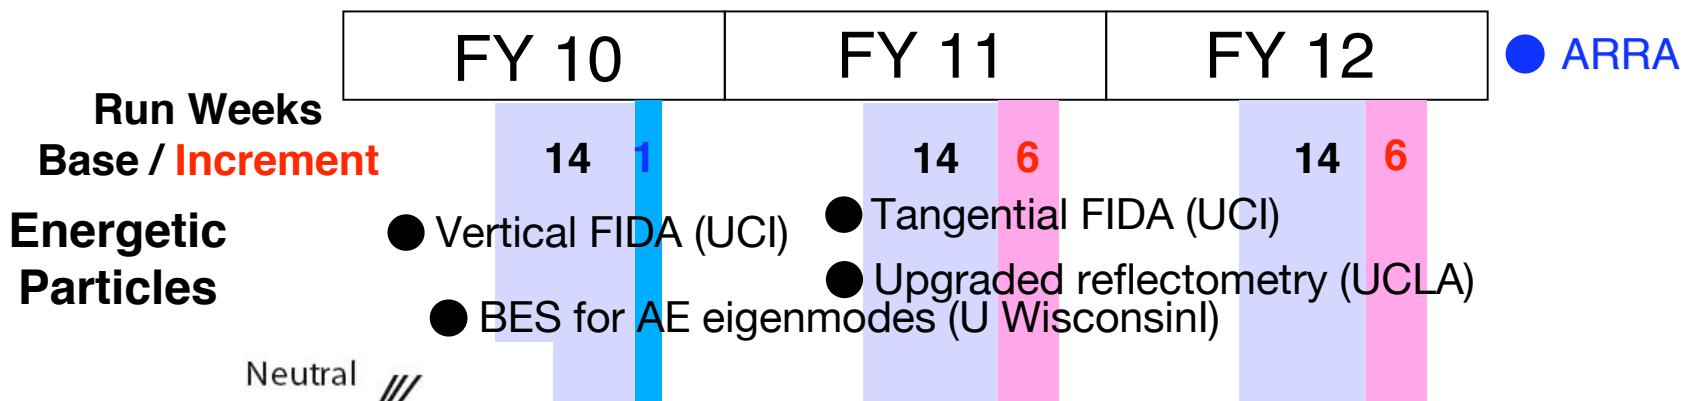 FY 10 FY 11 FY 12 ARRA
Run Weeks
Base / Increment 14 1 14 6 14 6
Energetic
Particles
Vertical FIDA (UCI) Tangential FIDA (UCI)
Upgraded reflectometry (UCLA)
BES for AE eigenmodes (U WisconsinI)
Neutral